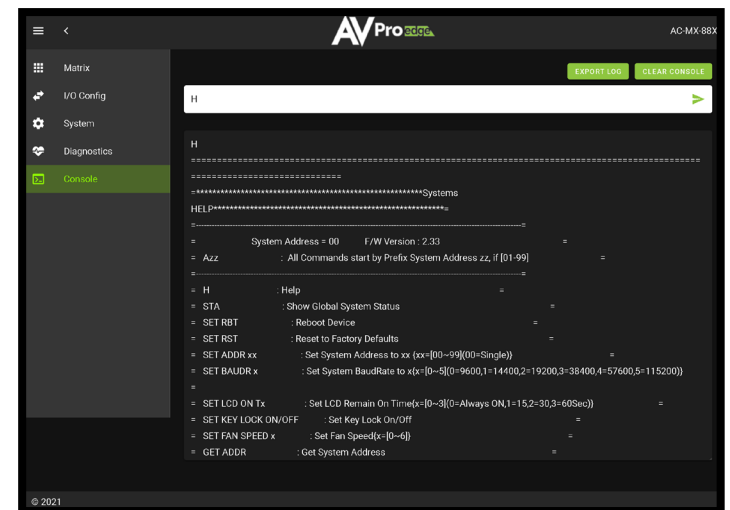 AVPro edge
AC-MX-88X
Matrix
I/O Config
System
Diagnostics
Console
EXPORT LOG
CLEAR CONSOLE
H
H
==========================================================================================
============================
=********************************************************Systems
HELP********************************************************=
=--------------------------------------------------------------------------------=
= System Address = 00 F/W Version : 2.33 =
= Azz : All Commands start by Prefix System Address zz, if [01-99] =
=--------------------------------------------------------------------------------=
= H : Help =
= STA : Show Global System Status =
= SET RBT : Reboot Device =
= SET RST : Reset to Factory Defaults =
= SET ADDR xx : Set System Address to xx {xx=[00~99](00=Single)} =
= SET BAUDR x : Set System BaudRate to x{x=[0~5](0=9600,1=14400,2=19200,3=38400,4=57600,5=115200)}
=
= SET LCD ON Tx : Set LCD Remain On Time{x=[0~3](0=Always ON,1=15,2=30,3=60Sec)} =
= SET KEY LOCK ON/OFF : Set Key Lock On/Off =
= SET FAN SPEED x : Set Fan Speed{x=[0~6]} =
= GET ADDR : Get System Address =
© 2021